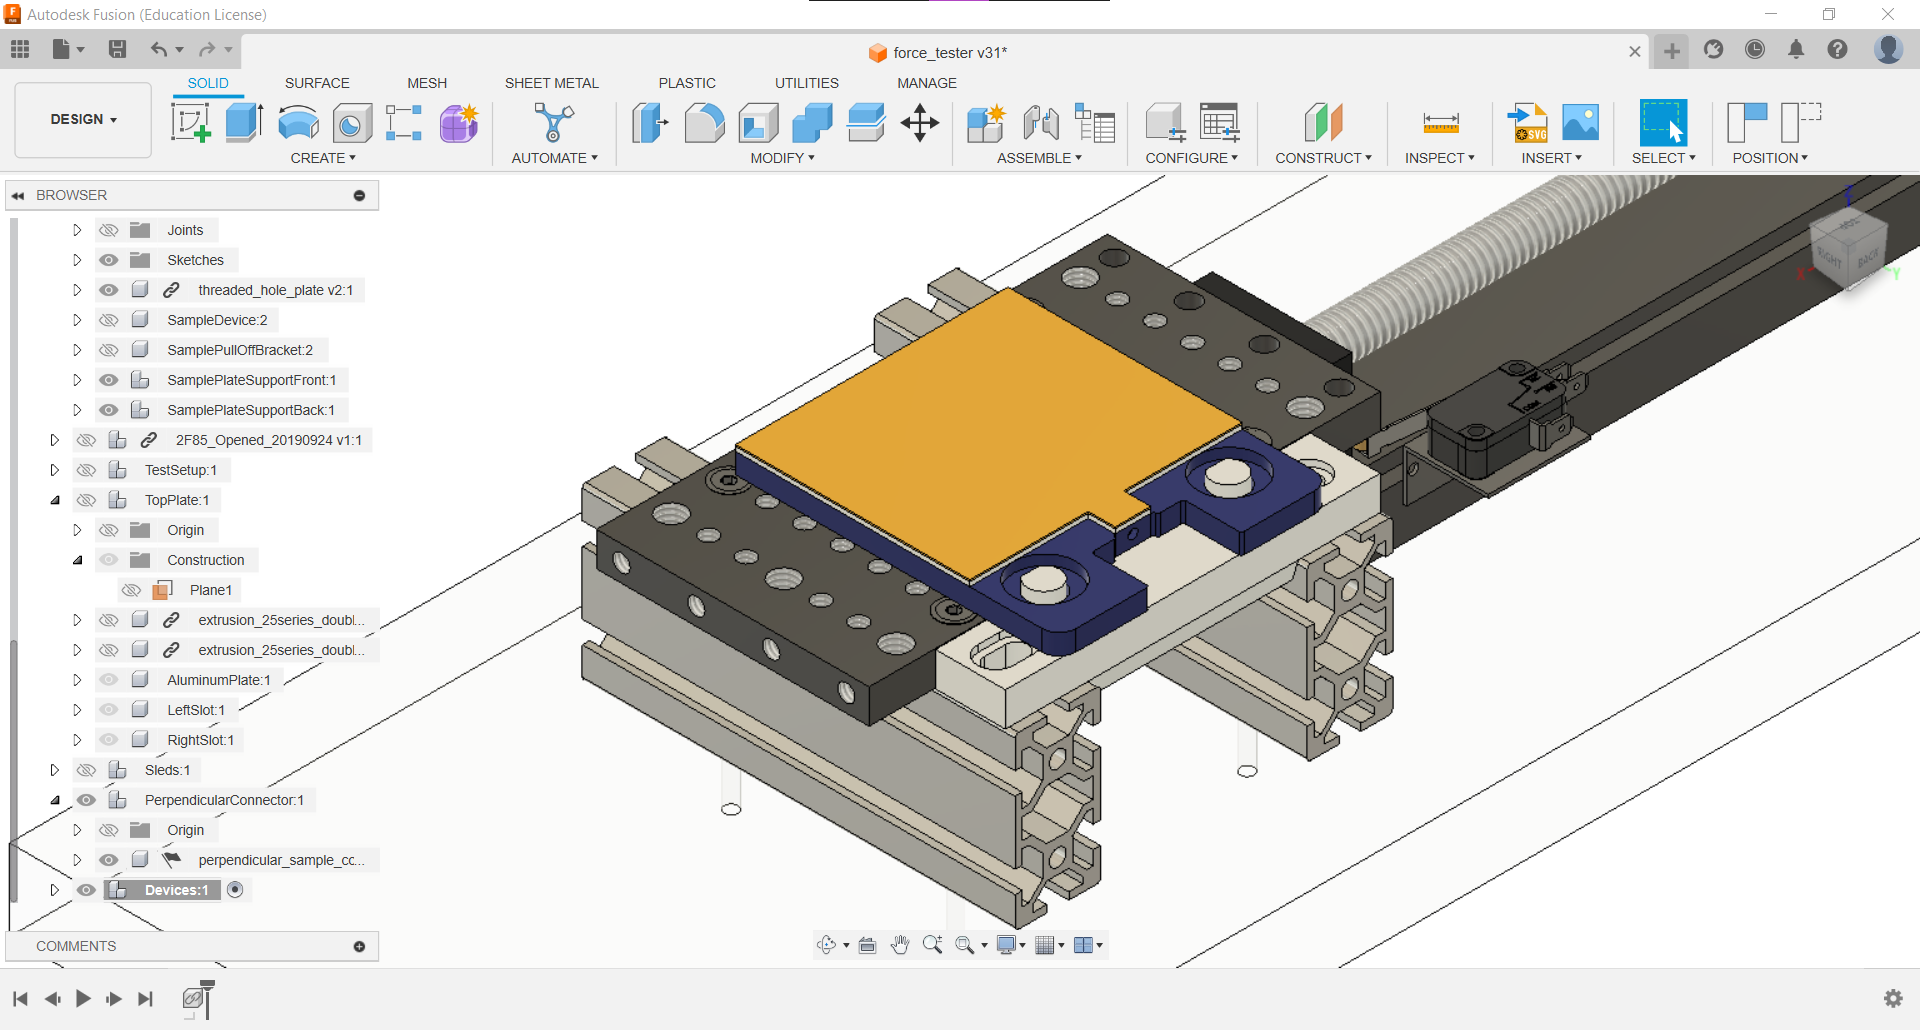 Autodesk Fusion (Education License)
force_tester v31*
DESIGN
SOLID
SURFACE
MESH
SHEET METAL
PLASTIC
UTILITIES
MANAGE
SVG
CREATE
AUTOMATE
MODIFY
ASSEMBLE
CONFIGURE
CONSTRUCT
INSPECT
INSERT
SELECT
POSITION
BROWSER
Joints
Sketches
threaded_hole_plate v2:1
SampleDevice:2
SamplePullOffBracket:2
SamplePlateSupportFront:1
SamplePlateSupportBack:1
2F85_Opened_20190924 v1:1
TestSetup:1
TopPlate:1
Origin
Construction
Plane1
extrusion_25series_doubl...
extrusion_25series_doubl...
AluminumPlate:1
LeftSlot:1
RightSlot:1
Sleds:1
PerpendicularConnector:1
Origin
perpendicular_sample_cc...
Devices:1
COMMENTS
Z
TOP
RIGHT
BACK
X
Y